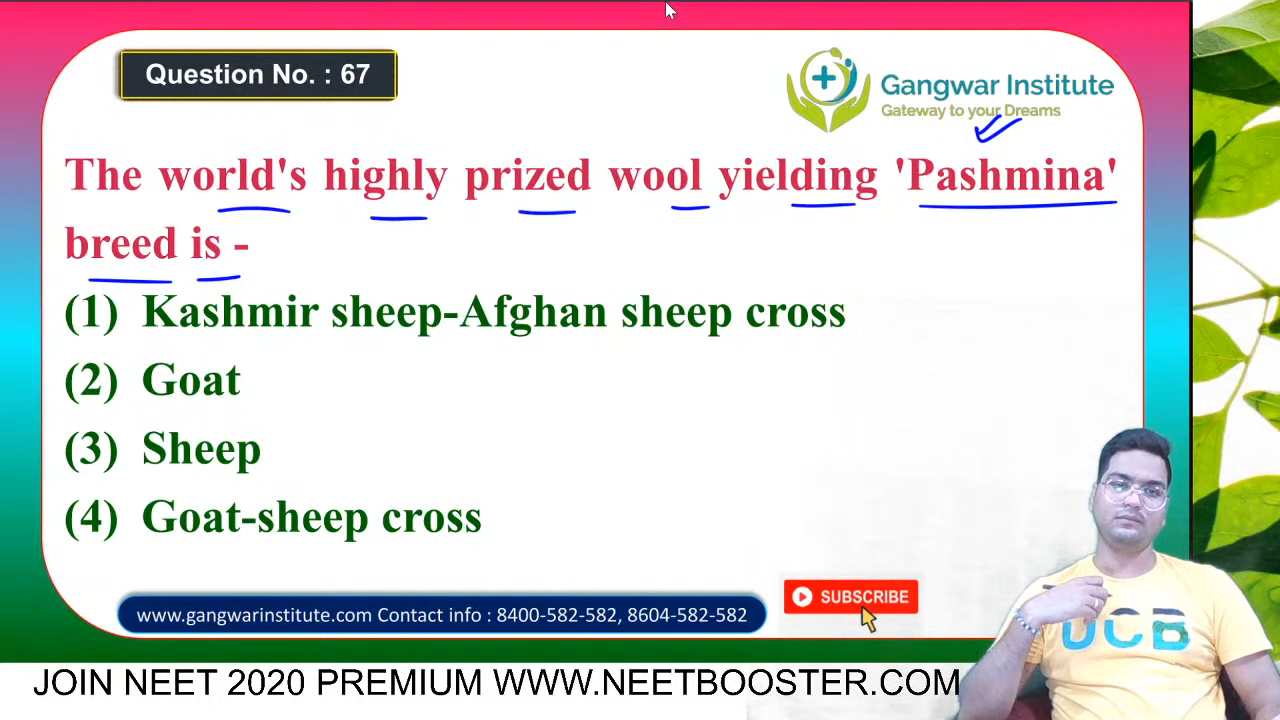 Question No. : 67
Gangwar Institute
Gateway to your Dreams
The world's highly prized wool yielding 'Pashmina'
breed is -
(1) Kashmir sheep-Afghan sheep cross
(2) Goat
(3) Sheep
(4) Goat-sheep cross
www.gangwarinstitute.com Contact info : 8400-582-582, 8604-582-582
SUBSCRIBE
UCB
JOIN NEET 2020 PREMIUM WWW.NEETBOOSTER.COM